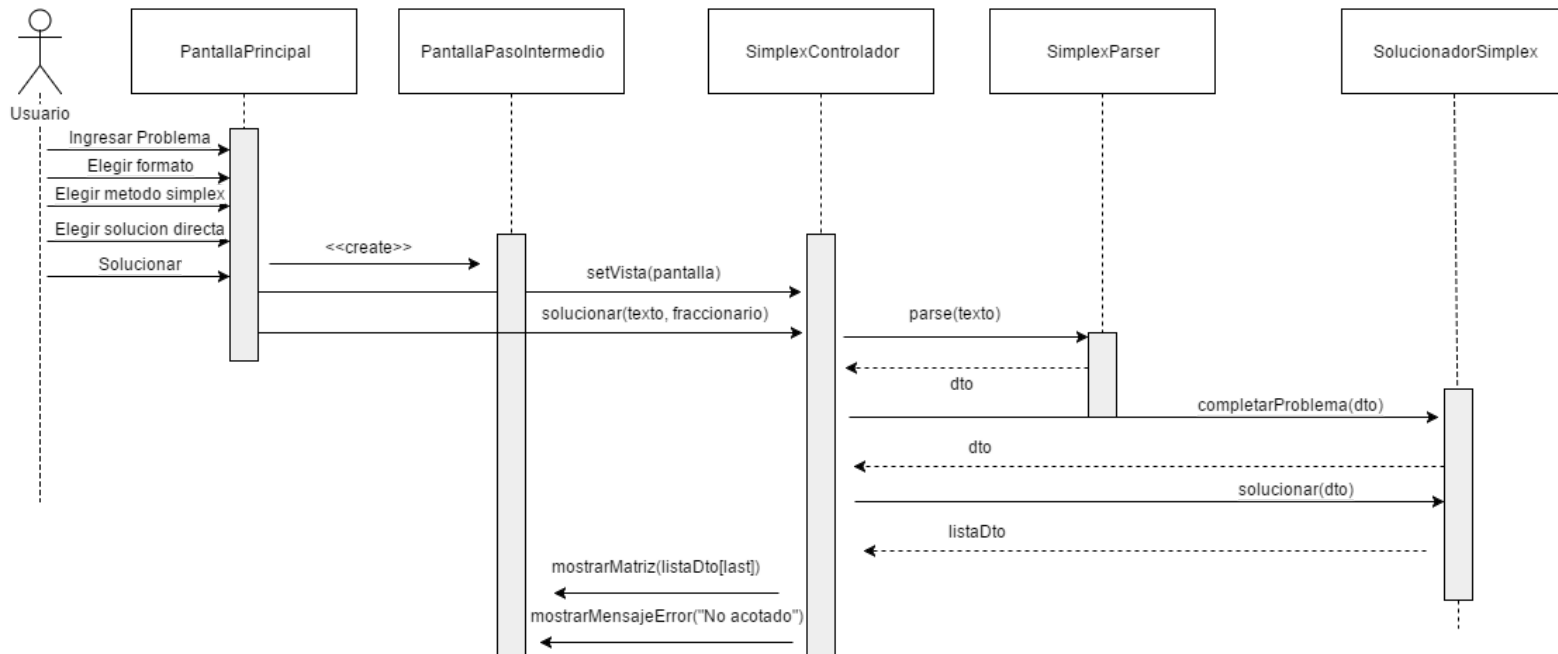 PantallaPrincipal
PantallaPasoIntermedio
SimplexControlador
SimplexParser
SolucionadorSimplex
Usuario
Ingresar Problema
Elegir formato
Elegir metodo simplex
Elegir solucion directa
<<create>>
Solucionar
setVista(pantalla)
solucionar(texto, fraccionario)
parse(texto)
dto
completarProblema(dto)
dto
solucionar(dto)
listaDto
mostrarMatriz(listaDto[last])
mostrarMensajeError("No acotado")